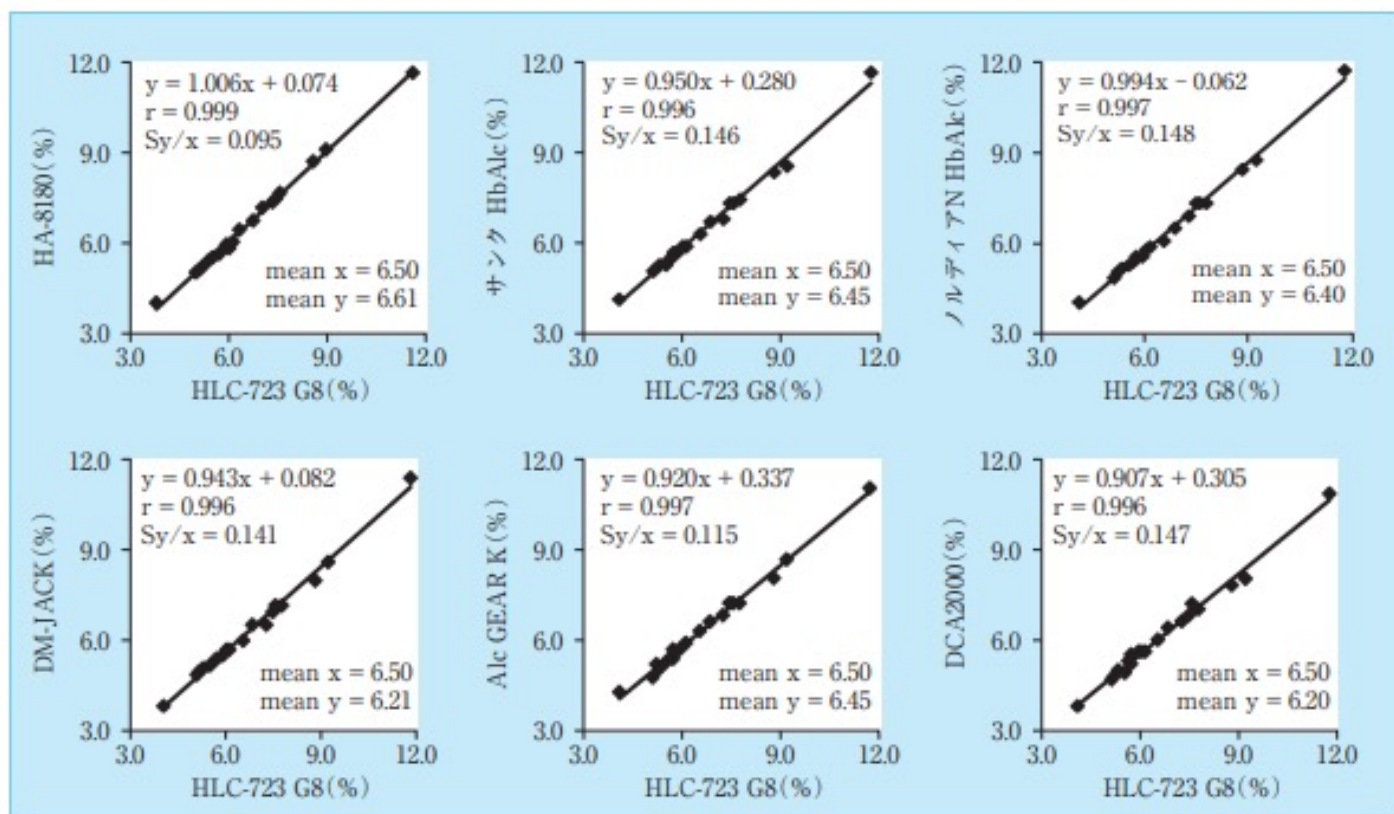 12.0
9.0
6.0
3.0
HA-8180(%)
y = 1.006x + 0.074
r = 0.999
Sy/x = 0.095
mean x = 6.50
mean y = 6.61
3.0 6.0 9.0 12.0
HLC-723 G8(%)
12.0
9.0
6.0
3.0
サンク HbAlc(%)
y = 0.950x + 0.280
r = 0.996
Sy/x = 0.146
mean x = 6.50
mean y = 6.45
3.0 6.0 9.0 12.0
HLC-723 G8(%)
12.0
9.0
6.0
3.0
ノルディアN HbAlc(%)
y = 0.994x − 0.062
r = 0.997
Sy/x = 0.148
mean x = 6.50
mean y = 6.40
3.0 6.0 9.0 12.0
HLC-723 G8(%)
12.0
9.0
6.0
3.0
DM-JACK(%)
y = 0.943x + 0.082
r = 0.996
Sy/x = 0.141
mean x = 6.50
mean y = 6.21
3.0 6.0 9.0 12.0
HLC-723 G8(%)
12.0
9.0
6.0
3.0
Alc GEAR K(%)
y = 0.920x + 0.337
r = 0.997
Sy/x = 0.115
mean x = 6.50
mean y = 6.45
3.0 6.0 9.0 12.0
HLC-723 G8(%)
12.0
9.0
6.0
3.0
DCA2000(%)
y = 0.907x + 0.305
r = 0.996
Sy/x = 0.147
mean x = 6.50
mean y = 6.20
3.0 6.0 9.0 12.0
HLC-723 G8(%)